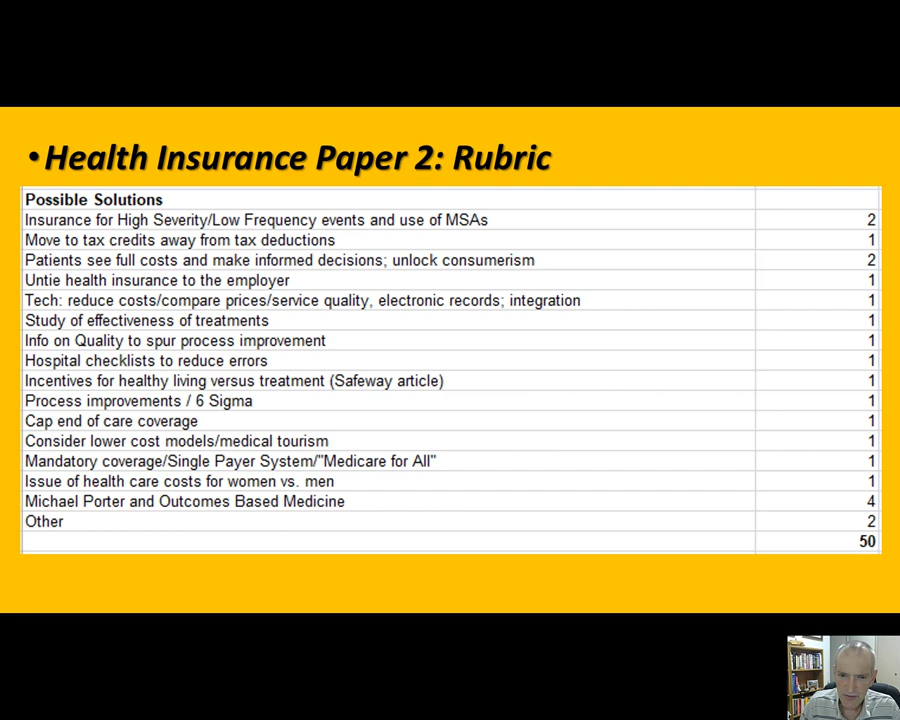 •Health Insurance Paper 2: Rubric
Possible Solutions
Insurance for High Severity/Low Frequency events and use of MSAs 2
Move to tax credits away from tax deductions 1
Patients see full costs and make informed decisions; unlock consumerism 2
Untie health insurance to the employer 1
Tech: reduce costs/compare prices/service quality, electronic records; integration 1
Study of effectiveness of treatments 1
Info on Quality to spur process improvement 1
Hospital checklists to reduce errors 1
Incentives for healthy living versus treatment (Safeway article) 1
Process improvements / 6 Sigma 1
Cap end of care coverage 1
Consider lower cost models/medical tourism 1
Mandatory coverage/Single Payer System/"Medicare for All" 1
Issue of health care costs for women vs. men 1
Michael Porter and Outcomes Based Medicine 4
Other 2
50